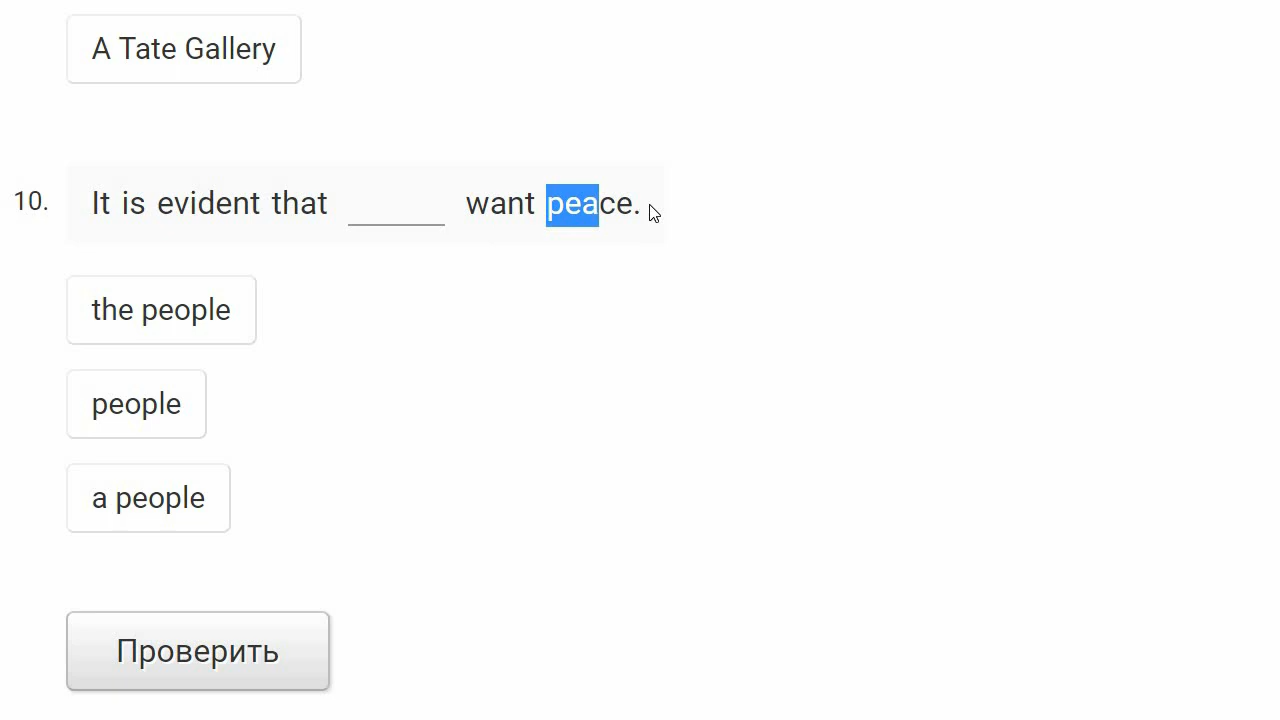 A Tate Gallery
10. It is evident that ______ want peace.
the people
people
a people
Проверить